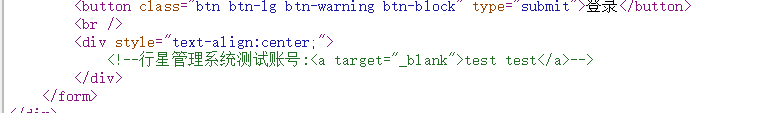 <button class="btn btn-lg btn-warning btn-block" type="submit">登录</button>
<br />
<div style="text-align:center;">
<!--行星管理系统测试账号:<a target="_blank">test test</a>-->
</div>
</form>
</div>